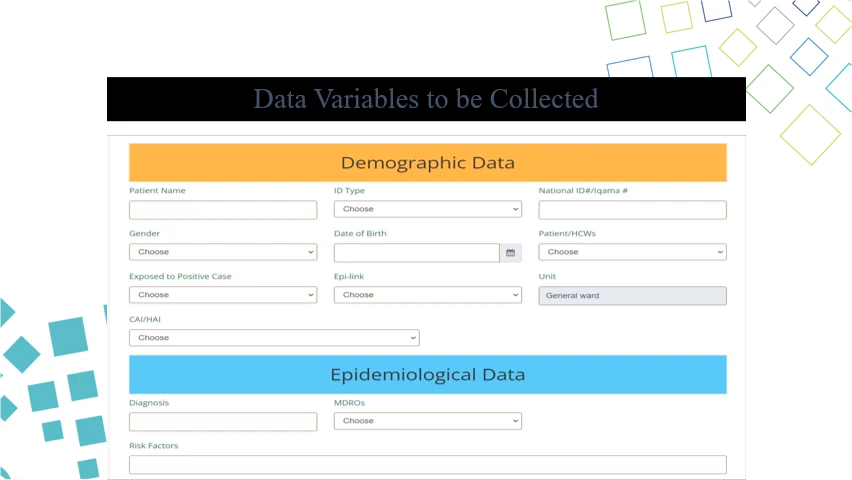 Data Variables to be Collected
Demographic Data
Patient Name ID Type National ID#/Iqama #
Choose
Gender Date of Birth Patient/HCWs
Choose Choose
Exposed to Positive Case Epi-link Unit
Choose Choose General ward
CAI/HAI
Choose
Epidemiological Data
Diagnosis MDROs
Choose
Risk Factors